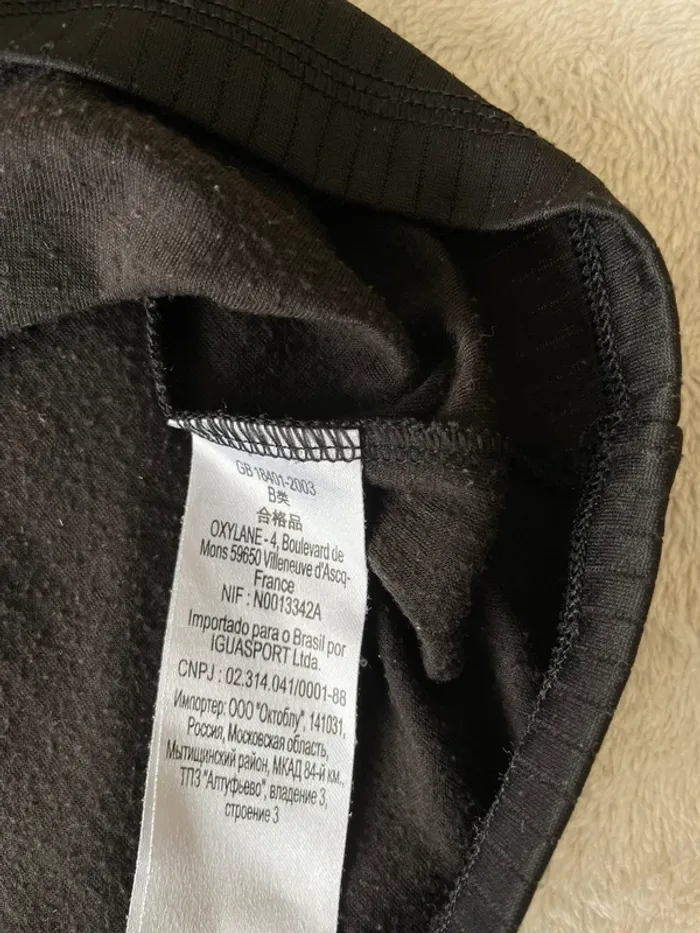 GB 18401-2003
B类
合格品
OXYLANE - 4, Boulevard de
Mons 59650 Villeneuve d'Ascq-
France
NIF : N0013342A
Importado para o Brasil por
IGUASPORT Ltda.
CNPJ : 02.314.041/0001-88
Импортер: ООО "Октоблу", 141031,
Россия, Московская область,
Мытищинский район, МКАД 84-й км.,
ТПЗ "Алтуфьево", владение 3,
строение 3